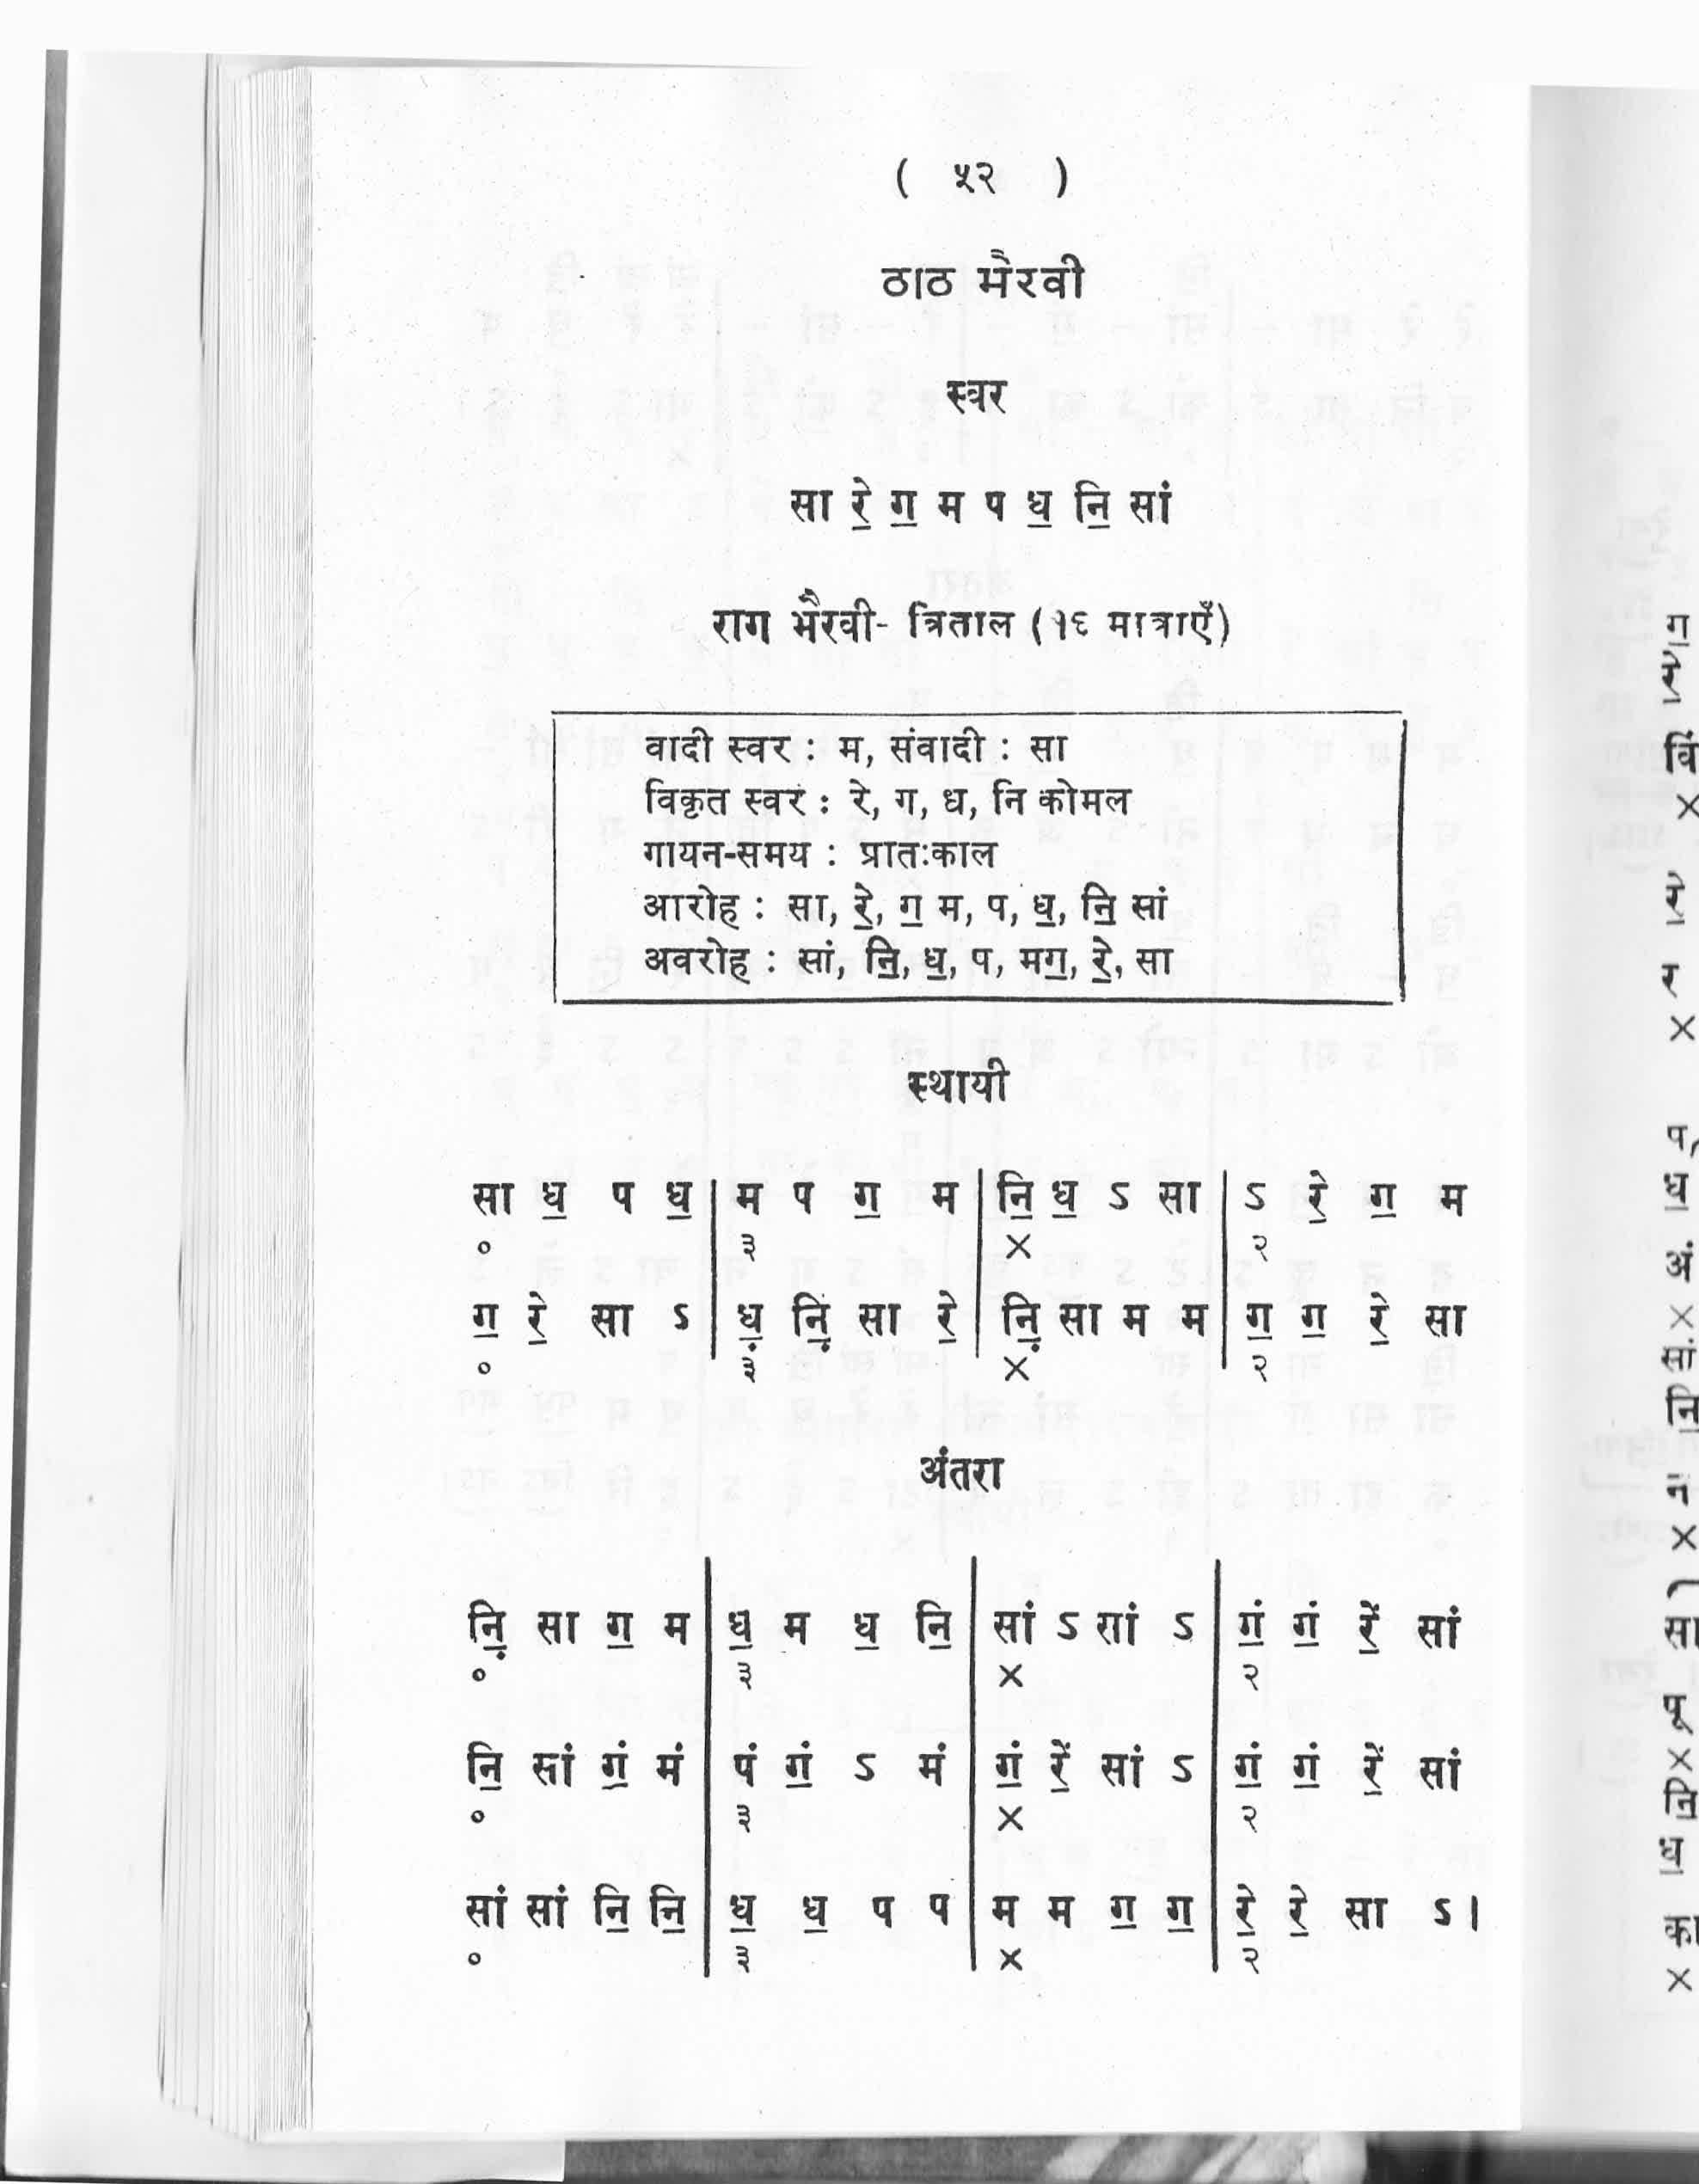 ( ५२ )
ठाठ भैरवी
स्वर
सा रे॒ ग॒ म प ध॒ नि॒ सां
राग भैरवी- त्रिताल (१६ मात्राएँ)
वादी स्वर : म, संवादी : सा
विकृत स्वर : रे, ग, ध, नि कोमल
गायन-समय : प्रातःकाल
आरोह : सा, रे॒, ग॒ म, प, ध॒, नि॒ सां
अवरोह : सां, नि॒, ध॒, प, मग॒, रे॒, सा
स्थायी
सा ध॒ प ध॒ | म प ग॒ म | नि॒ ध॒ ऽ सा | ऽ रे॒ ग॒ म
० ३ × २
ग॒ रे॒ सा ऽ | ध़॒ नि़॒ सा रे॒ | नि़॒ सा म म | ग॒ ग॒ रे॒ सा
० ३ × २
अंतरा
नि़॒ सा ग॒ म | ध॒ म ध॒ नि॒ | सां ऽ सां ऽ | गं॒ गं॒ रें॒ सां
० ३ × २
नि॒ सां गं॒ मं | पं गं॒ ऽ मं | गं॒ रें॒ सां ऽ | गं॒ गं॒ रें॒ सां
० ३ × २
सां सां नि॒ नि॒ | ध॒ ध॒ प प | म म ग॒ ग॒ | रे॒ रे॒ सा ऽ ।
० ३ × २
ग॒
रे॒
×
रे॒
र
×
प,
ध॒
अं
×
सां
नि॒
न
×
सा
पू
×
नि॒
ध॒
का
×